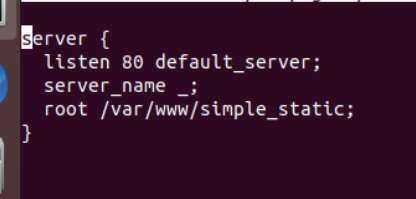 server {
  listen 80 default_server;
  server_name _;
  root /var/www/simple_static;
}